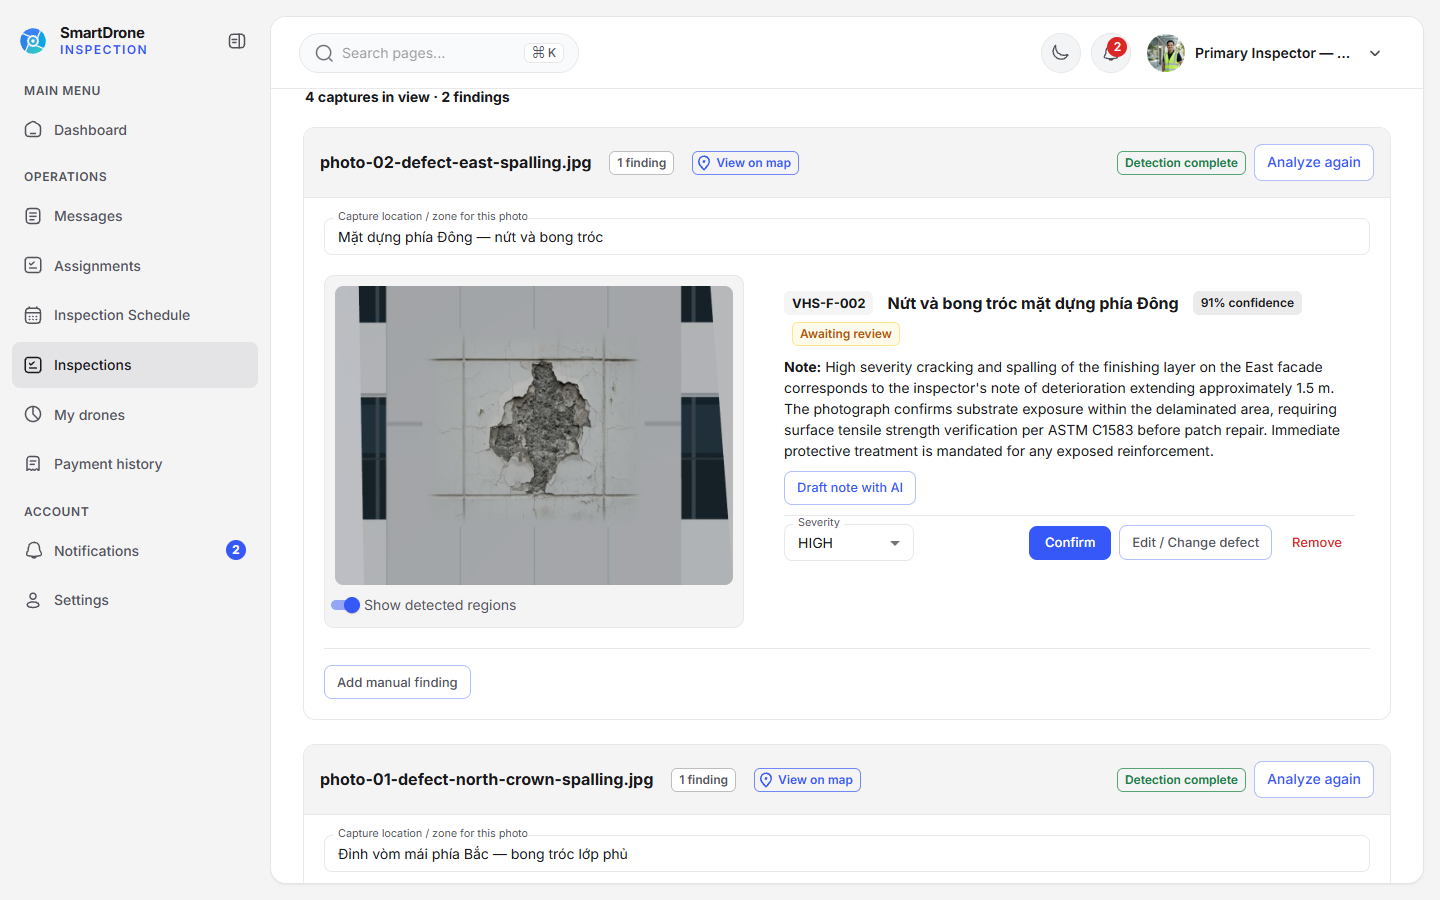 SmartDrone
INSPECTION
MAIN MENU
Dashboard
OPERATIONS
Messages
Assignments
Inspection Schedule
Inspections
My drones
Payment history
ACCOUNT
Notifications 2
Settings
Search pages... ⌘ K
2
Primary Inspector — ...
4 captures in view · 2 findings
photo-02-defect-east-spalling.jpg 1 finding View on map Detection complete Analyze again
Capture location / zone for this photo
Mặt dựng phía Đông — nứt và bong tróc
VHS-F-002 Nứt và bong tróc mặt dựng phía Đông 91% confidence
Awaiting review
Note: High severity cracking and spalling of the finishing layer on the East facade
corresponds to the inspector's note of deterioration extending approximately 1.5 m.
The photograph confirms substrate exposure within the delaminated area, requiring
surface tensile strength verification per ASTM C1583 before patch repair. Immediate
protective treatment is mandated for any exposed reinforcement.
Draft note with AI
Severity
HIGH
Confirm Edit / Change defect Remove
Show detected regions
Add manual finding
photo-01-defect-north-crown-spalling.jpg 1 finding View on map Detection complete Analyze again
Capture location / zone for this photo
Đỉnh vòm mái phía Bắc — bong tróc lớp phủ